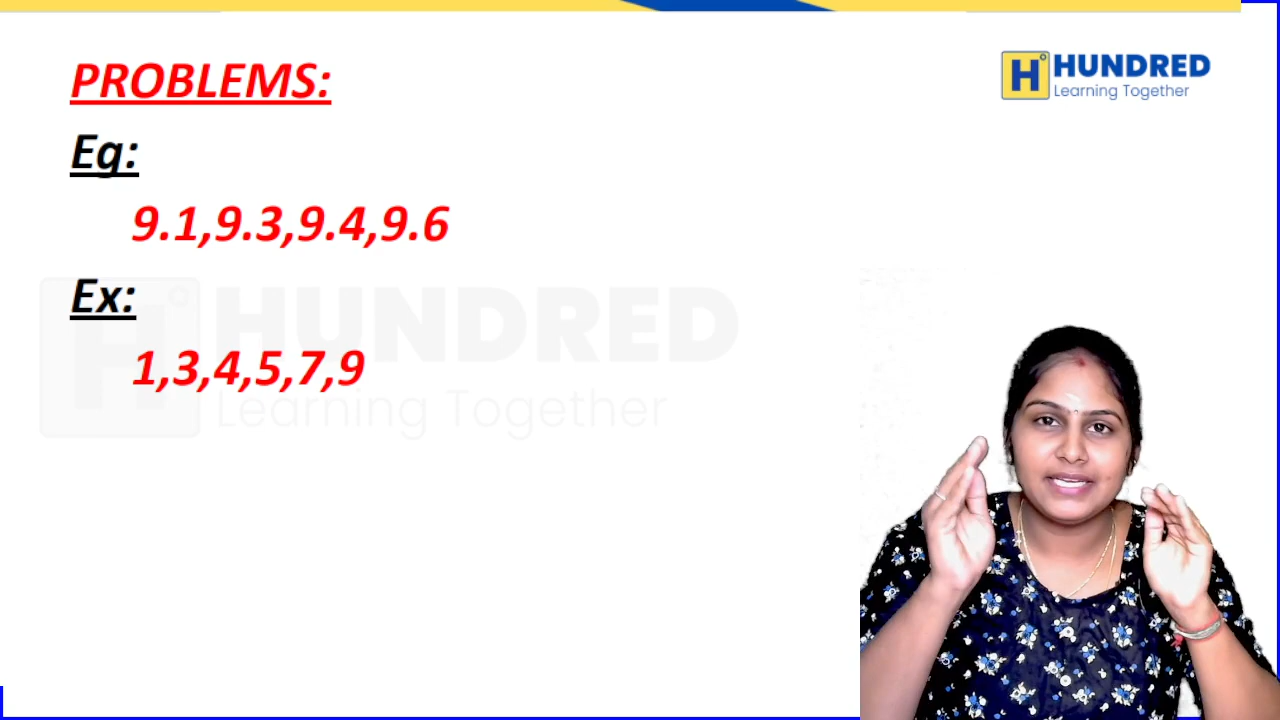 PROBLEMS:
H° HUNDRED
Learning Together
Eg:
9.1,9.3,9.4,9.6
Ex:
H° HUNDRED
Learning Together
1,3,4,5,7,9